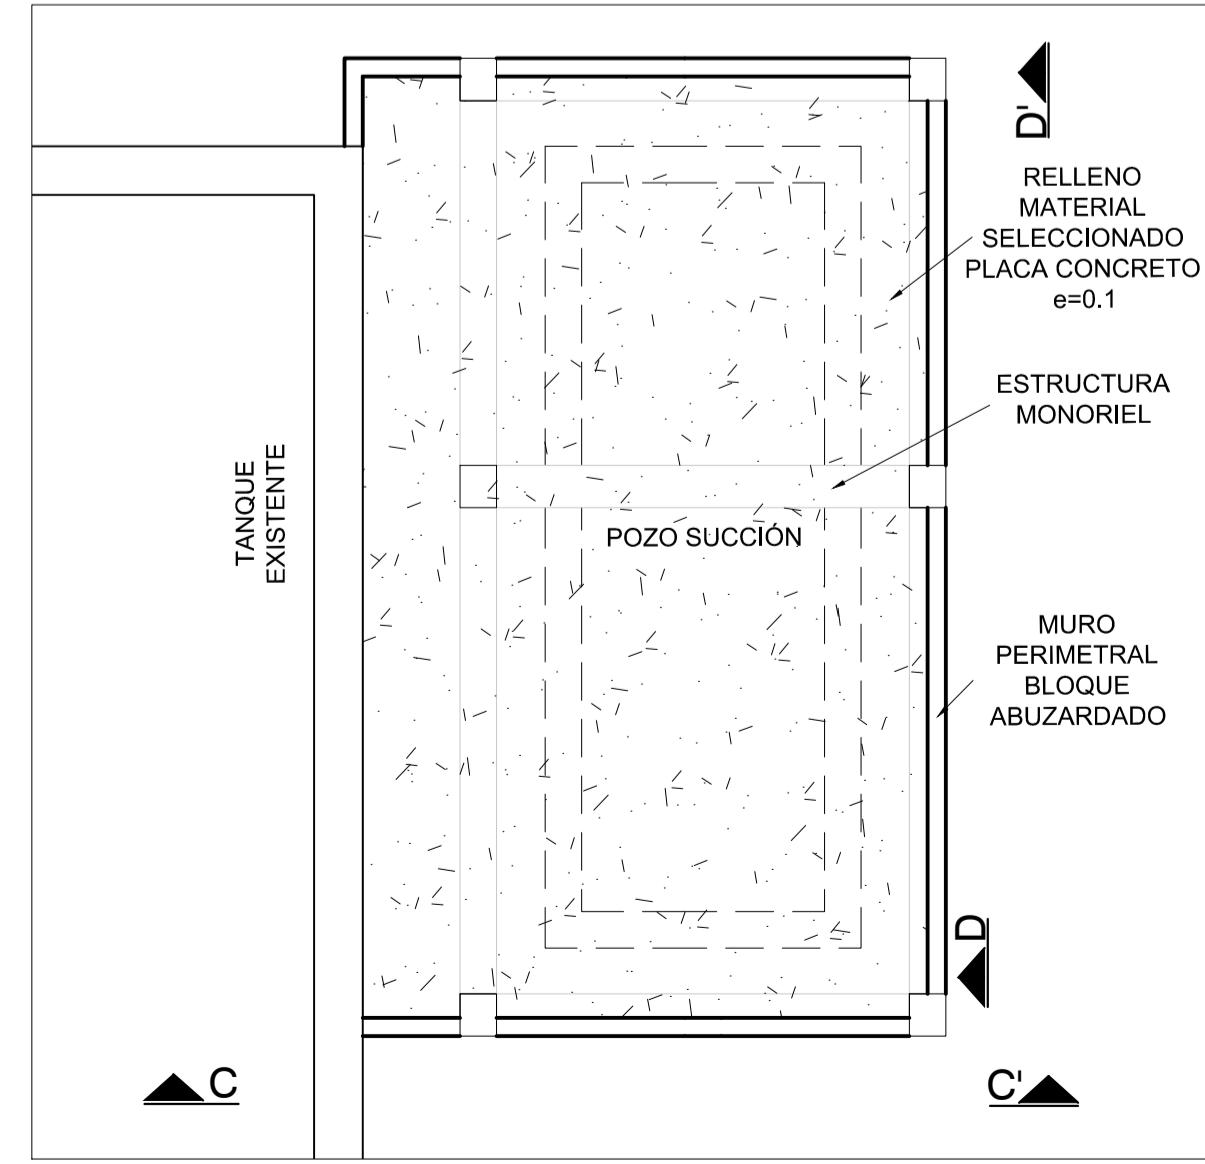 D'
RELLENO
MATERIAL
SELECCIONADO
PLACA CONCRETO
e=0.1
ESTRUCTURA
MONORIEL
TANQUE
EXISTENTE
POZO SUCCIÓN
MURO
PERIMETRAL
BLOQUE
ABUZARDADO
D
C
C'